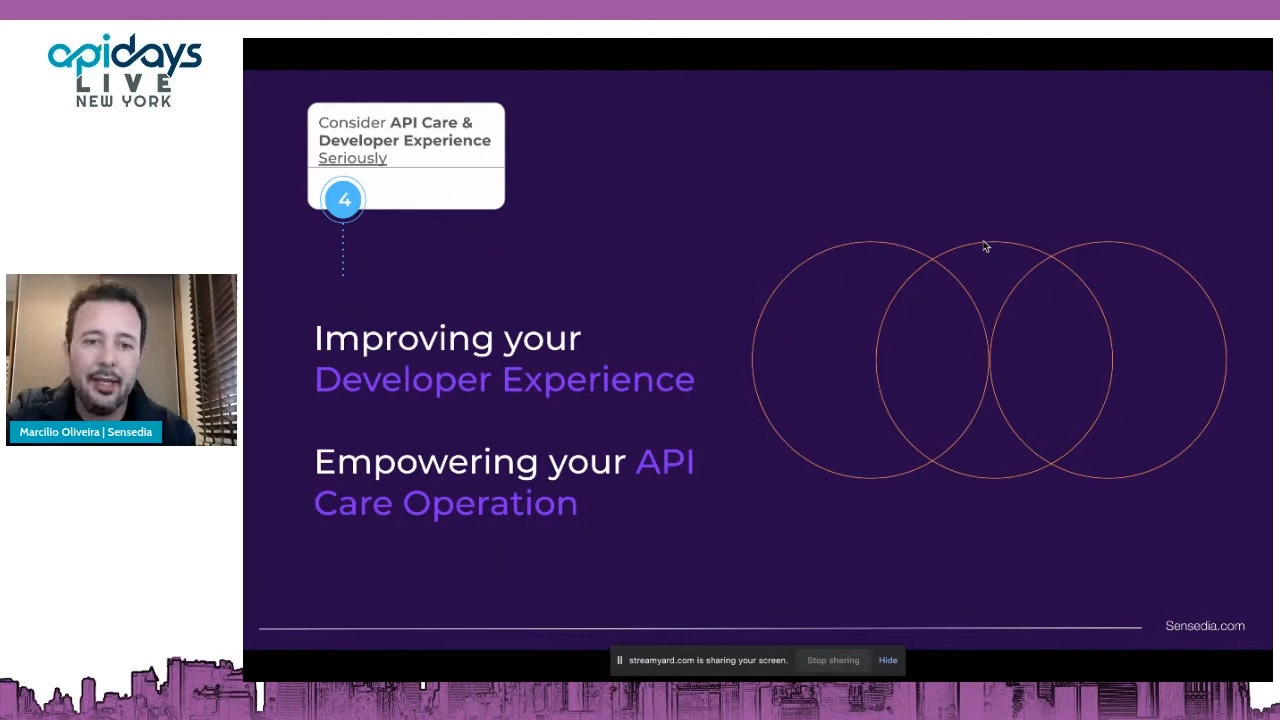 apidays
LIVE
NEW YORK
Consider API Care &
Developer Experience
Seriously
4
Improving your
Developer Experience
Empowering your API
Care Operation
Marcilio Oliveira | Sensedia
Sensedia.com
streamyard.com is sharing your screen.
Stop sharing
Hide